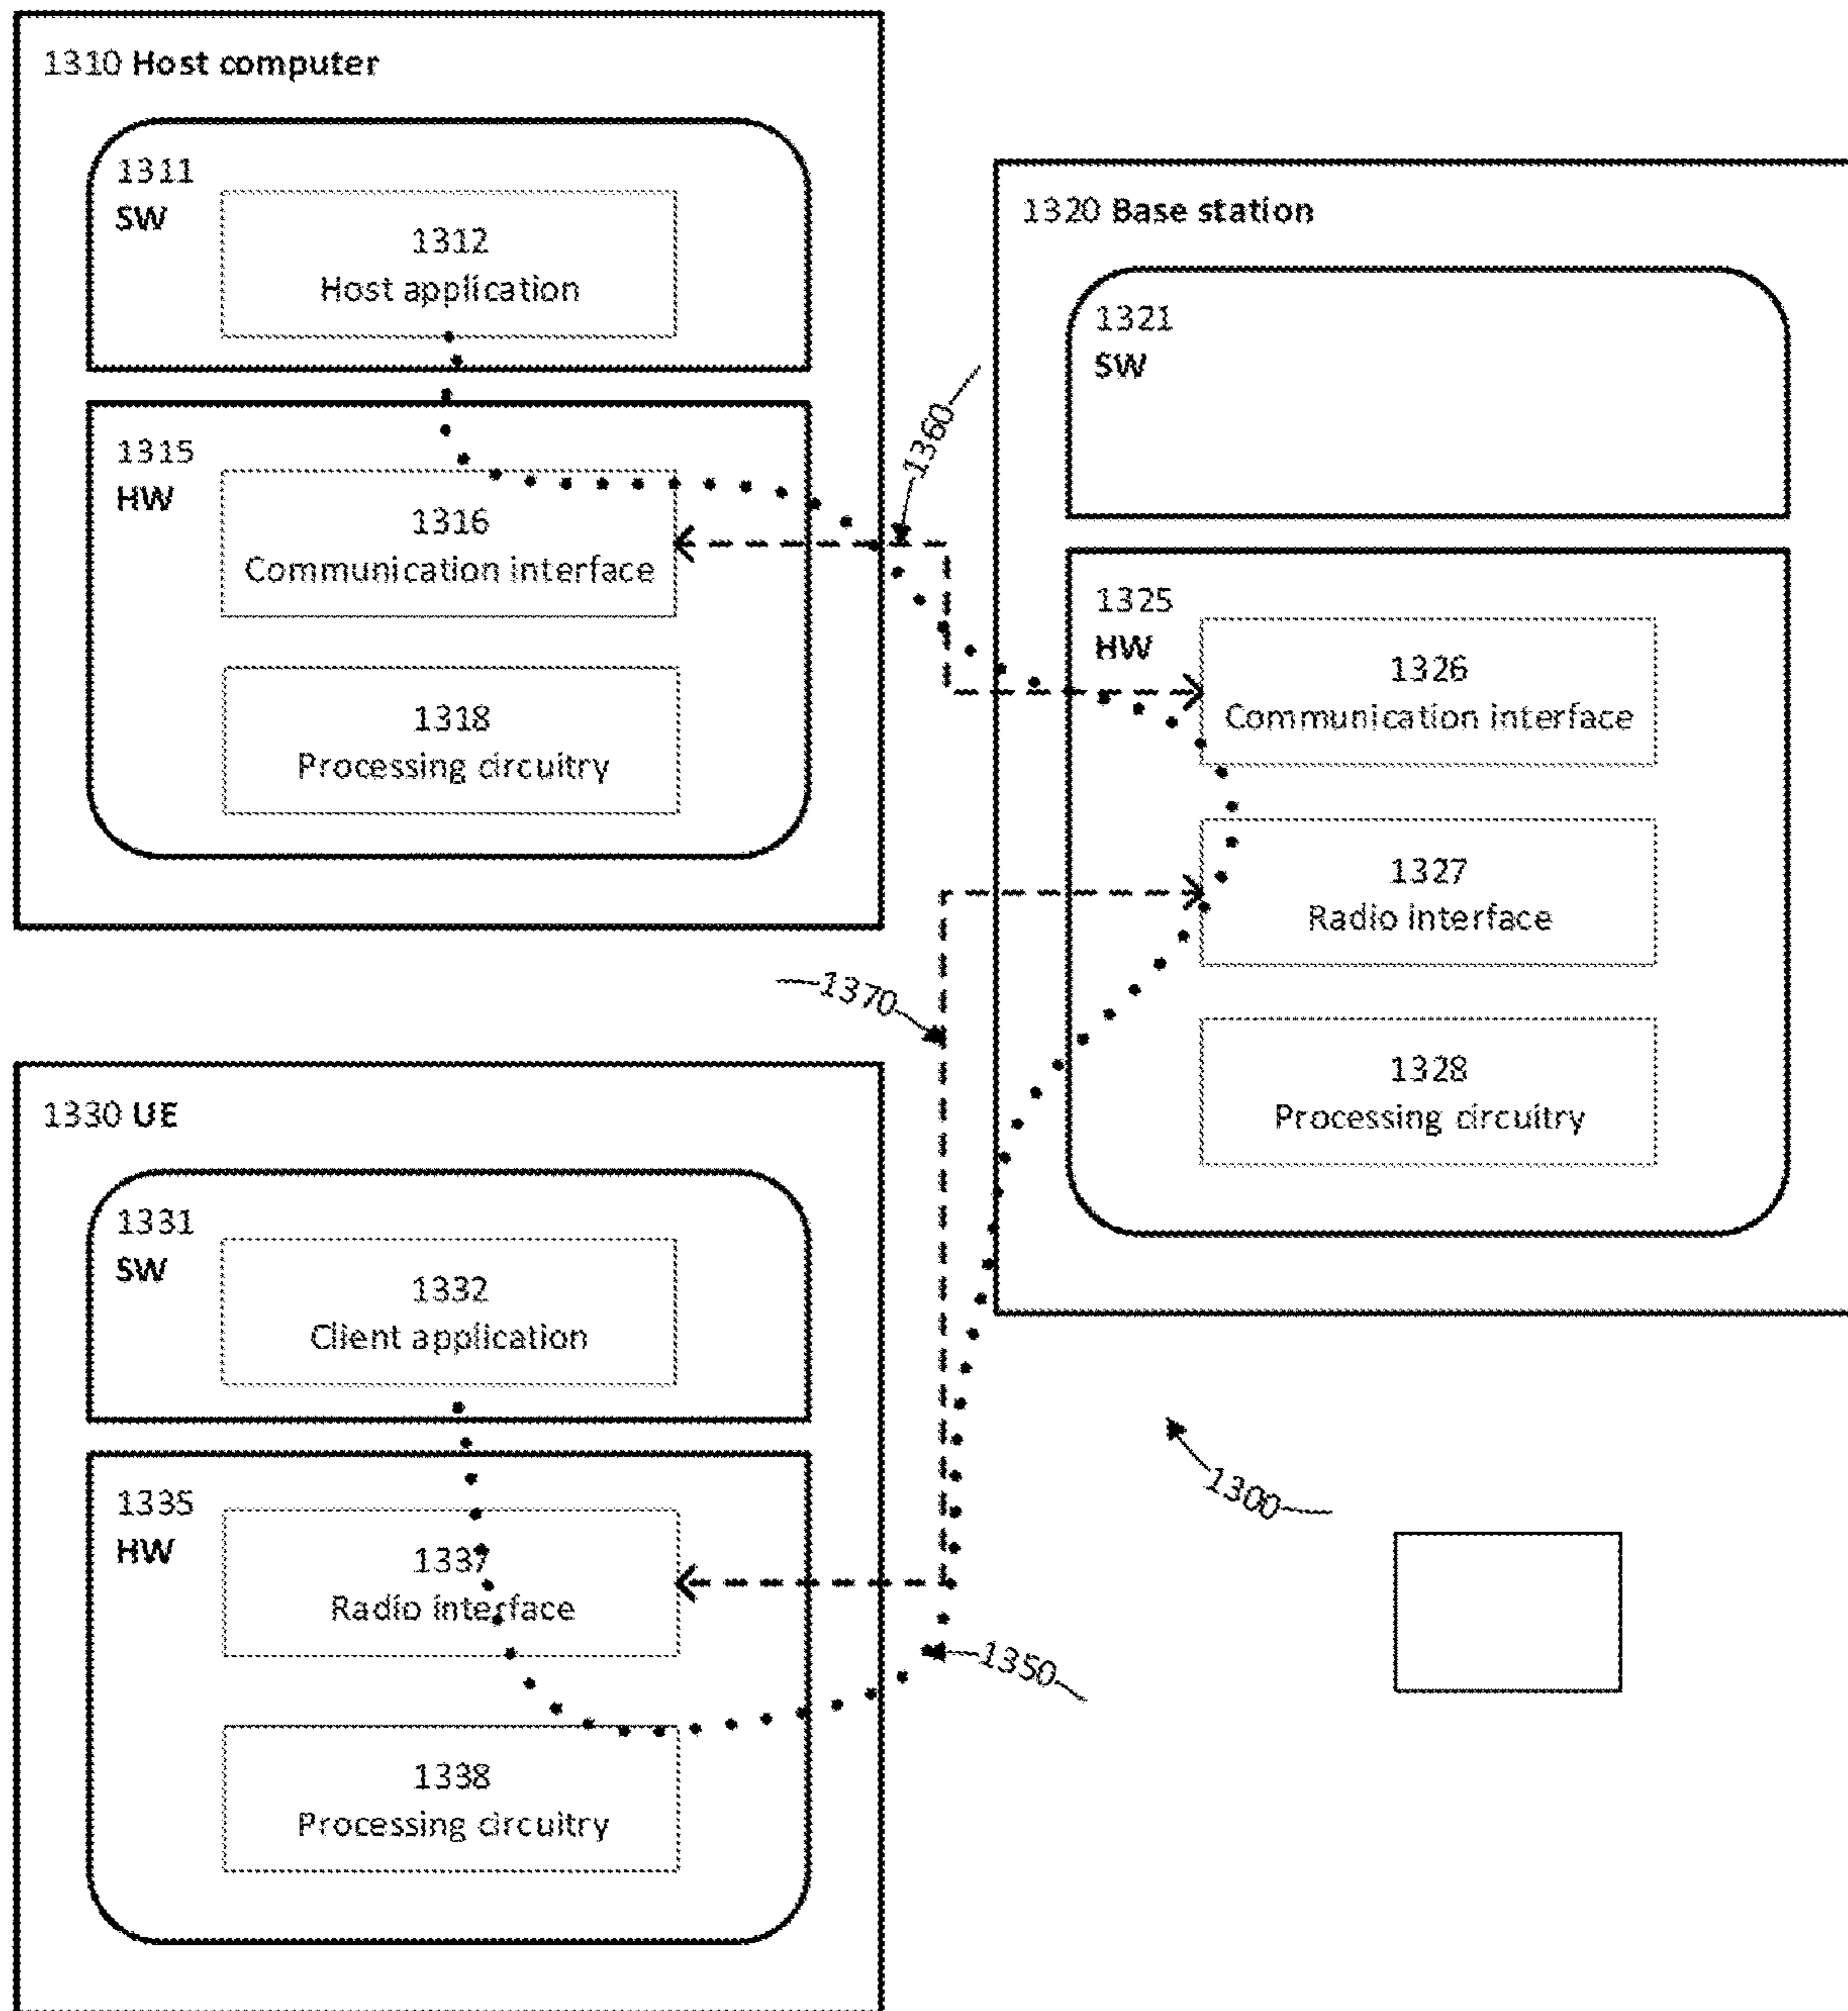 1310 Host computer
1311
SW
1312
Host application
1315
HW
1316
Communication interface
1318
Processing circuitry
1360
1320 Base station
1321
SW
1325
HW
1326
Communication interface
1327
Radio interface
1328
Processing circuitry
1370
1330 UE
1331
SW
1332
Client application
1335
HW
1337
Radio interface
1338
Processing circuitry
1350
1300